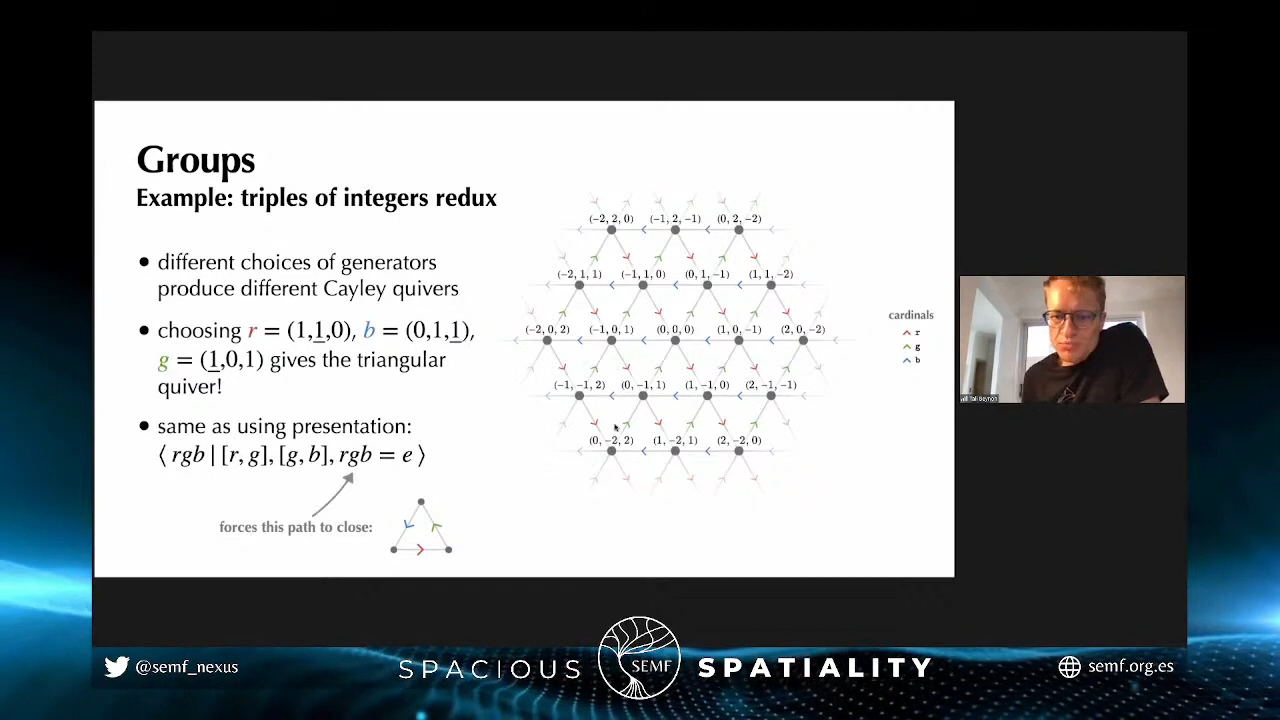 Groups
Example: triples of integers redux
• different choices of generators
produce different Cayley quivers
• choosing r = (1,1̲,0), b = (0,1,1̲),
g = (1̲,0,1) gives the triangular
quiver!
• same as using presentation:
⟨ rgb | [r, g], [g, b], rgb = e ⟩
forces this path to close:
(−2, 2, 0) (−1, 2, −1) (0, 2, −2)
(−2, 1, 1) (−1, 1, 0) (0, 1, −1) (1, 1, −2)
(−2, 0, 2) (−1, 0, 1) (0, 0, 0) (1, 0, −1) (2, 0, −2)
(−1, −1, 2) (0, −1, 1) (1, −1, 0) (2, −1, −1)
(0, −2, 2) (1, −2, 1) (2, −2, 0)
cardinals
r
g
b
Tali Beynon
@semf_nexus
SPACIOUS
SEMF
SPATIALITY
semf.org.es